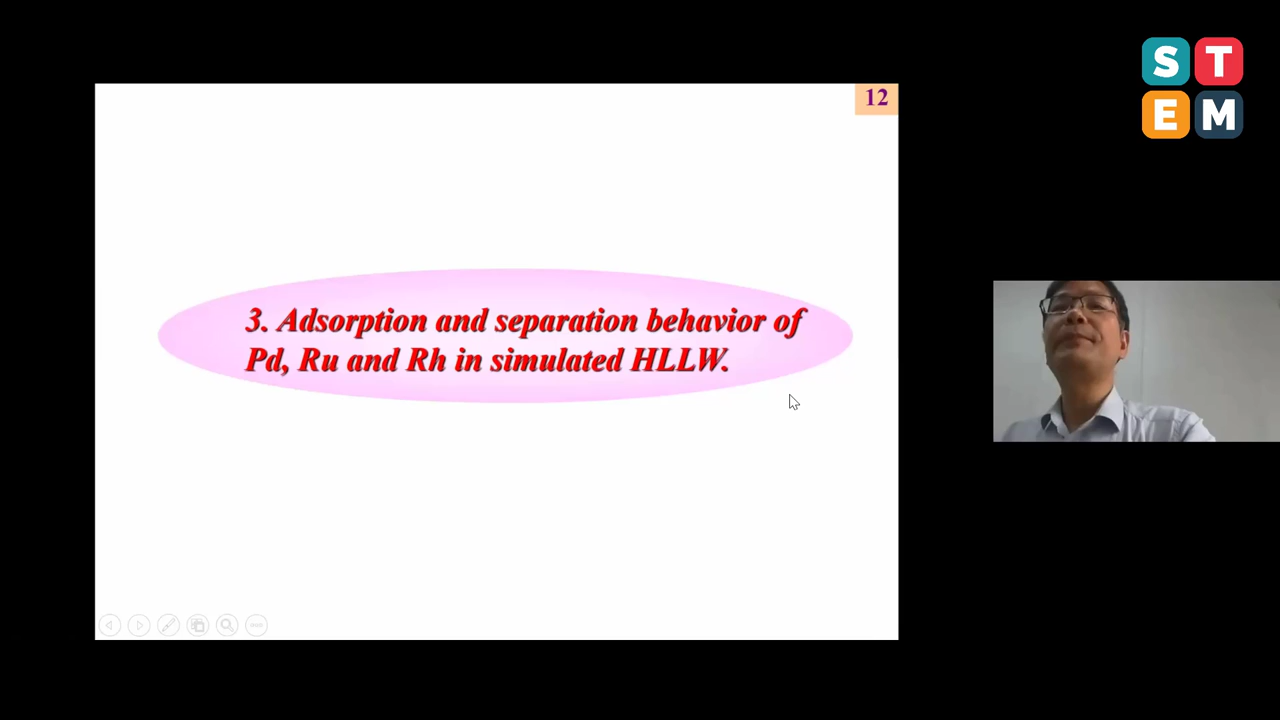 12
S T
E M
3. Adsorption and separation behavior of
Pd, Ru and Rh in simulated HLLW.